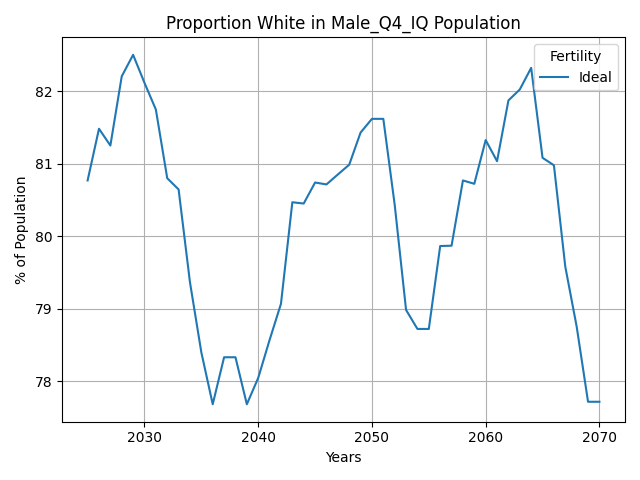 Proportion White in Male_Q4_IQ Population
Fertility
Ideal
% of Population
82
81
80
79
78
2030 2040 2050 2060 2070
Years